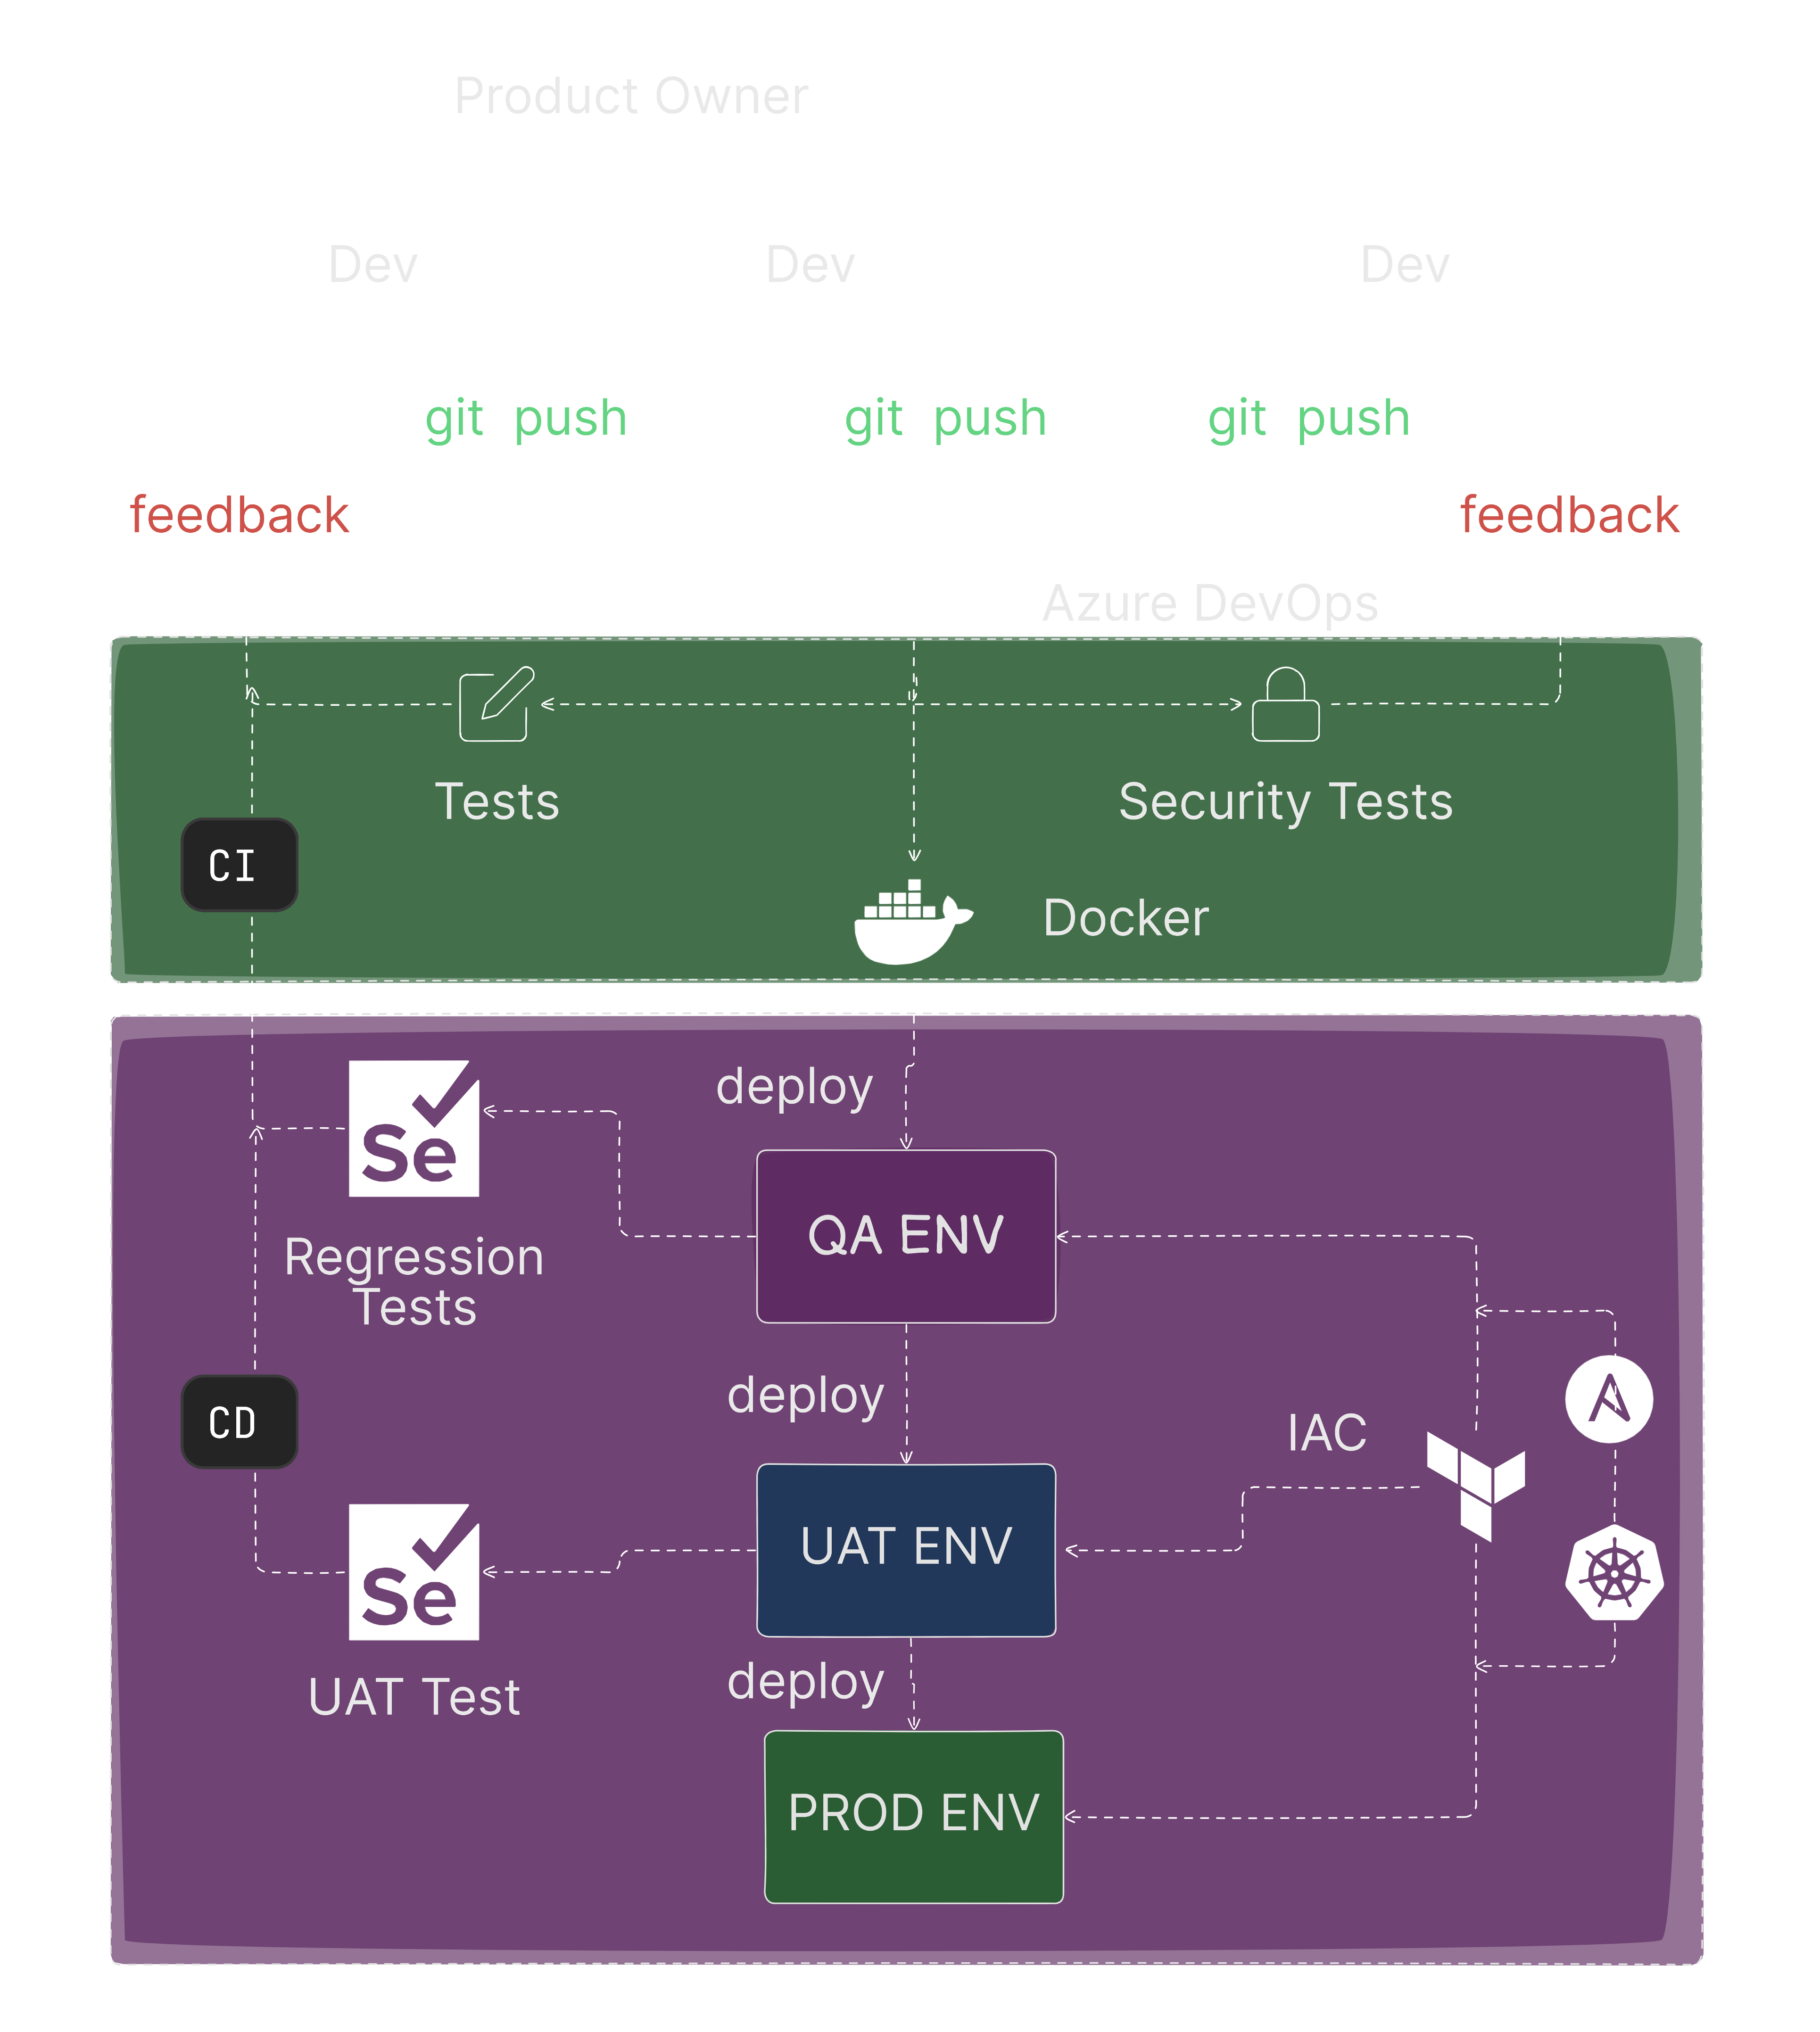 Product Owner
Dev
Dev
Dev
git push
git push
git push
feedback
feedback
Azure DevOps
Tests
Security Tests
CI
Docker
deploy
Se
QA ENV
Regression
Tests
deploy
IAC
CD
UAT ENV
Se
deploy
UAT Test
PROD ENV